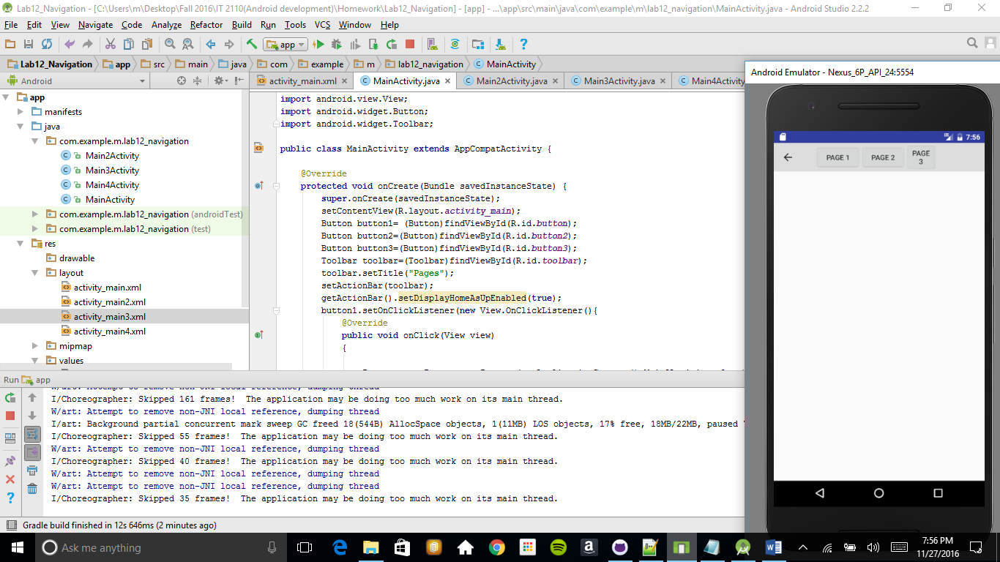 Lab12_Navigation - [C:\Users\m\Desktop\Fall 2016\IT 2110(Android development)\Homework\Lab12_Navigation] - [app] - ...\app\src\main\java\com\example\m\lab12_navigation\MainActivity.java - Android Studio 2.2.2
File Edit View Navigate Code Analyze Refactor Build Run Tools VCS Window Help
app
Lab12_Navigation app src main java com example m lab12_navigation MainActivity
Android
activity_main.xml MainActivity.java Main2Activity.java Main3Activity.java Main4Activity
app
manifests
java
com.example.m.lab12_navigation
Main2Activity
Main3Activity
Main4Activity
MainActivity
com.example.m.lab12_navigation (androidTest)
com.example.m.lab12_navigation (test)
res
drawable
layout
activity_main.xml
activity_main2.xml
activity_main3.xml
activity_main4.xml
mipmap
values
import android.view.View;
import android.widget.Button;
import android.widget.Toolbar;
public class MainActivity extends AppCompatActivity {
@Override
protected void onCreate(Bundle savedInstanceState) {
super.onCreate(savedInstanceState);
setContentView(R.layout.activity_main);
Button button1= (Button)findViewById(R.id.button);
Button button2=(Button)findViewById(R.id.button2);
Button button3=(Button)findViewById(R.id.button3);
Toolbar toolbar=(Toolbar)findViewById(R.id.toolbar);
toolbar.setTitle("Pages");
setActionBar(toolbar);
getActionBar().setDisplayHomeAsUpEnabled(true);
button1.setOnClickListener(new View.OnClickListener(){
@Override
public void onClick(View view)
{
Android Emulator - Nexus_6P_API_24:5554
7:56
PAGE 1 PAGE 2 PAGE
3
Run app
W/art: Attempt to remove non-JNI local reference, dumping thread
I/Choreographer: Skipped 161 frames!  The application may be doing too much work on its main thread.
W/art: Attempt to remove non-JNI local reference, dumping thread
I/art: Background partial concurrent mark sweep GC freed 18(544B) AllocSpace objects, 1(11MB) LOS objects, 17% free, 18MB/22MB, paused
I/Choreographer: Skipped 55 frames!  The application may be doing too much work on its main thread.
W/art: Attempt to remove non-JNI local reference, dumping thread
I/Choreographer: Skipped 40 frames!  The application may be doing too much work on its main thread.
W/art: Attempt to remove non-JNI local reference, dumping thread
W/art: Attempt to remove non-JNI local reference, dumping thread
I/Choreographer: Skipped 35 frames!  The application may be doing too much work on its main thread.
Gradle build finished in 12s 646ms (2 minutes ago)
Ask me anything
7:56 PM
11/27/2016